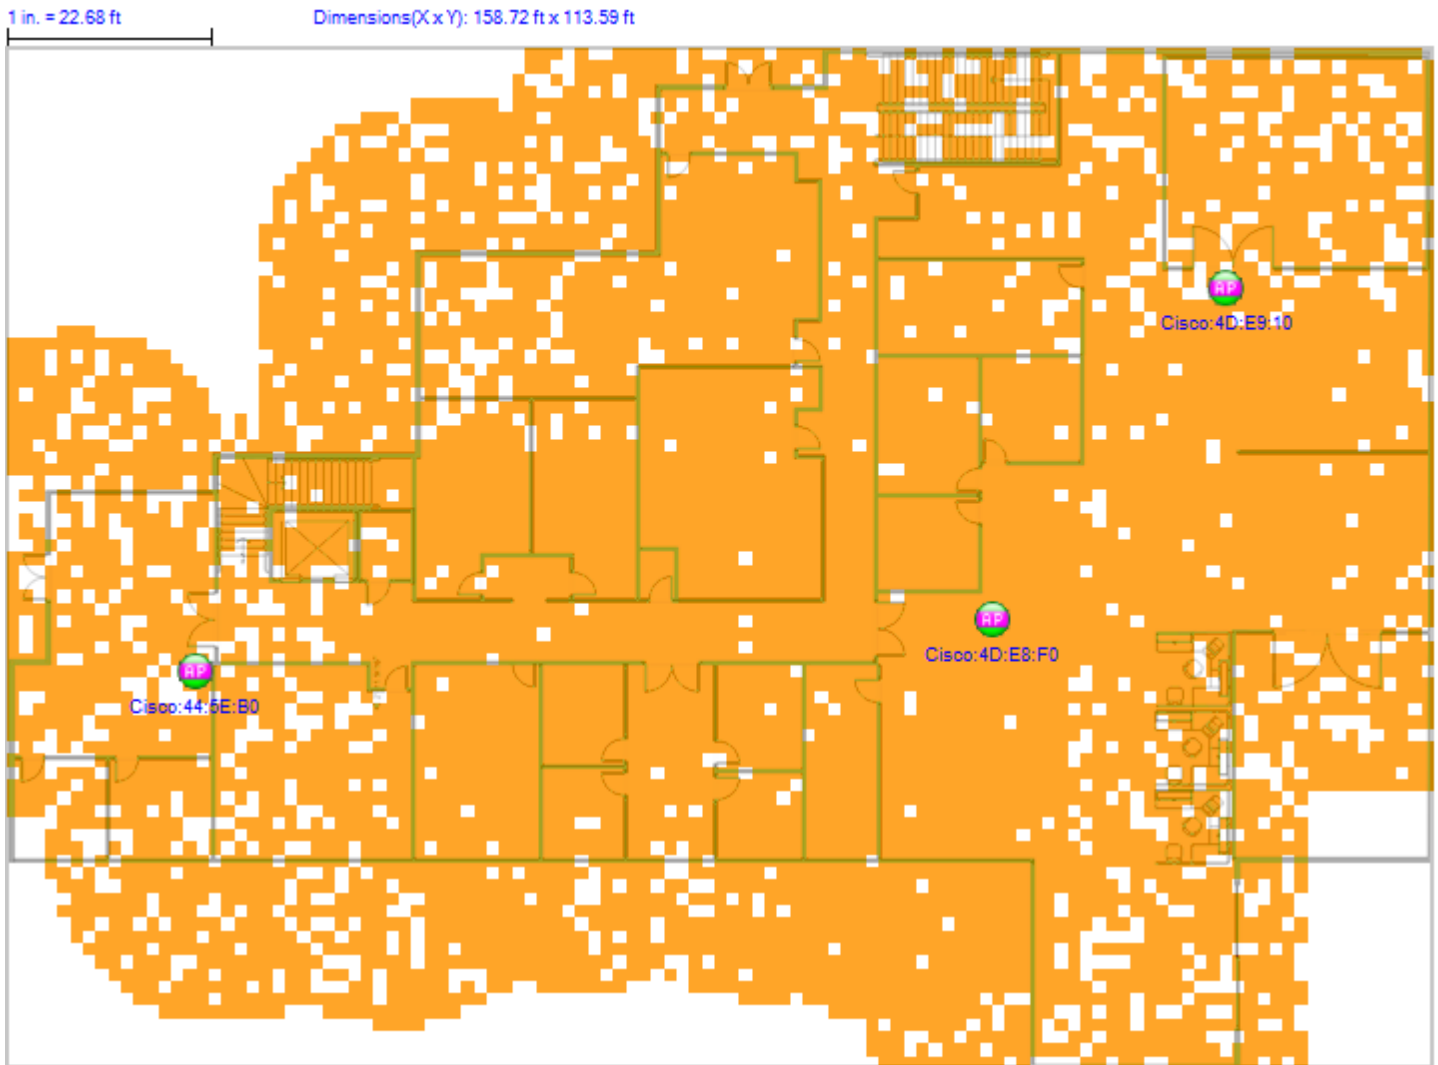 1 in. = 22.68 ft
Dimensions(X x Y): 158.72 ft x 113.59 ft
AP
Cisco:4D:E9:10
AP
Cisco:4D:E8:F0
AP
Cisco:44:5E:B0